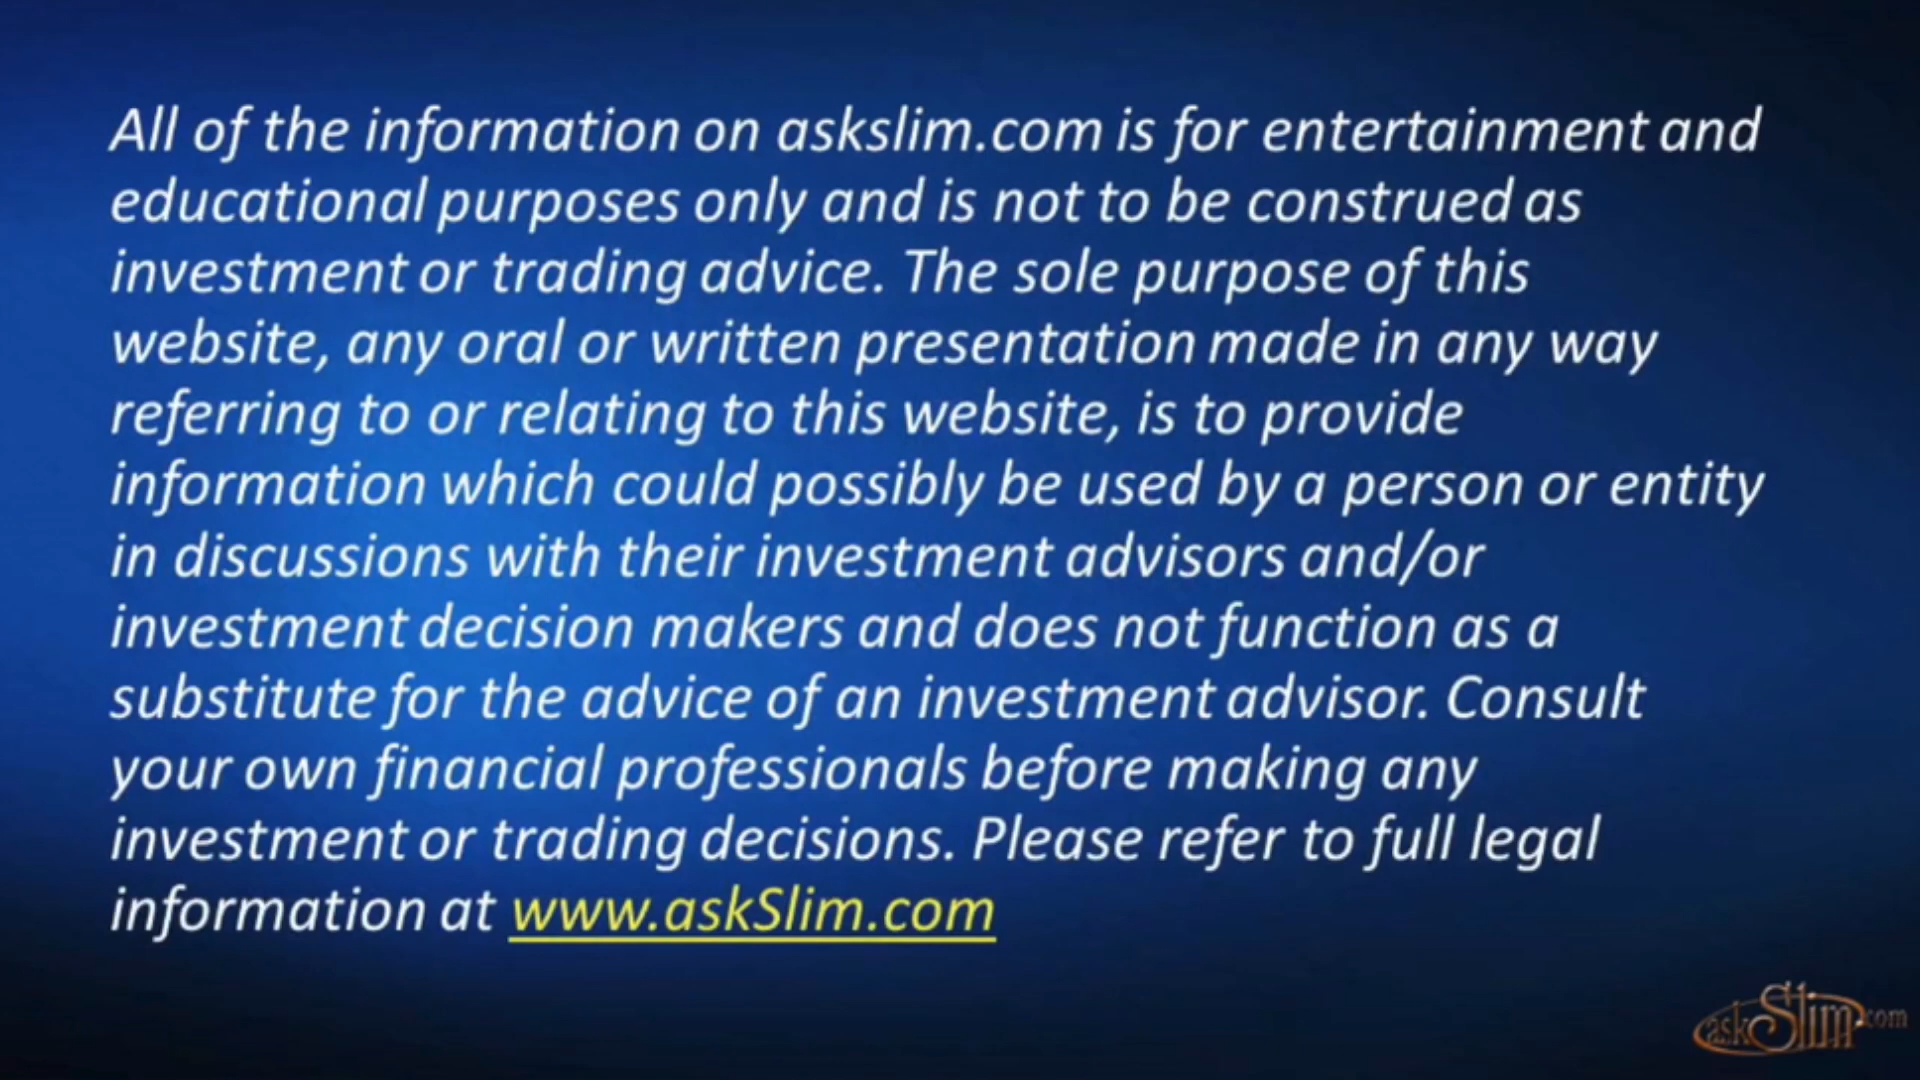 All of the information on askslim.com is for entertainment and
educational purposes only and is not to be construed as
investment or trading advice. The sole purpose of this
website, any oral or written presentation made in any way
referring to or relating to this website, is to provide
information which could possibly be used by a person or entity
in discussions with their investment advisors and/or
investment decision makers and does not function as a
substitute for the advice of an investment advisor. Consult
your own financial professionals before making any
investment or trading decisions. Please refer to full legal
information at www.askSlim.com
askSlim.com